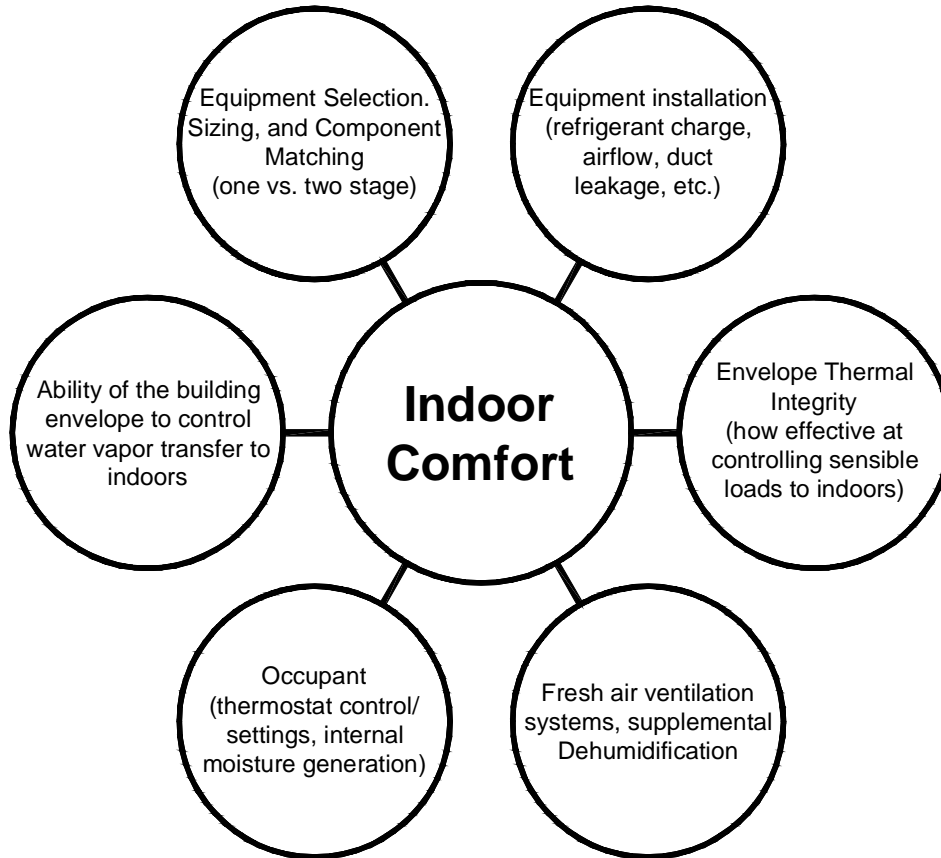 Equipment Selection.
Sizing, and Component
Matching
(one vs. two stage)
Equipment installation
(refrigerant charge,
airflow, duct
leakage, etc.)
Ability of the building
envelope to control
water vapor transfer to
indoors
Indoor
Comfort
Envelope Thermal
Integrity
(how effective at
controlling sensible
loads to indoors)
Occupant
(thermostat control/
settings, internal
moisture generation)
Fresh air ventilation
systems, supplemental
Dehumidification